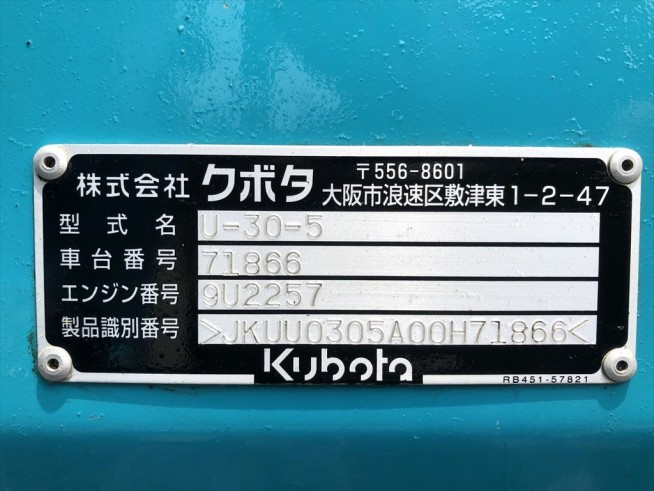 株式会社 クボタ 〒556-8601
大阪市浪速区敷津東1-2-47
型式名 U-30-5
車台番号 71866
エンジン番号 9U2257
製品識別番号 >JKUU0305A00H71866<
Kubota
RB451-57821